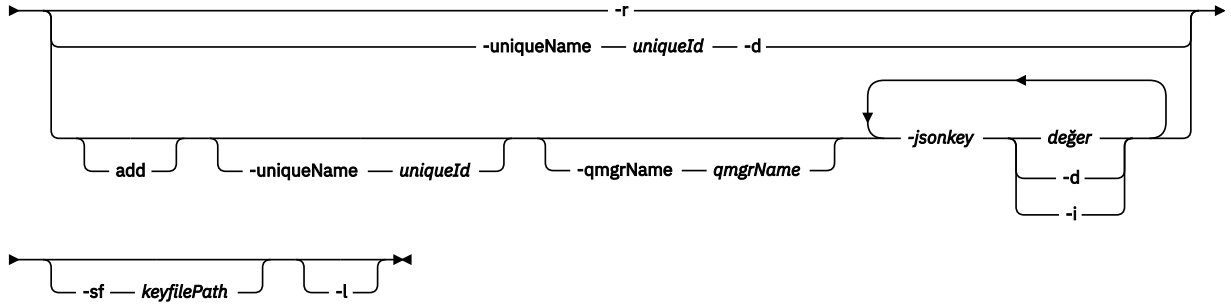 -r
-uniqueName uniqueId -d
-jsonkey değer
add -uniqueName uniqueId -qmgrName qmgrName -d
-i
-sf keyfilePath -l